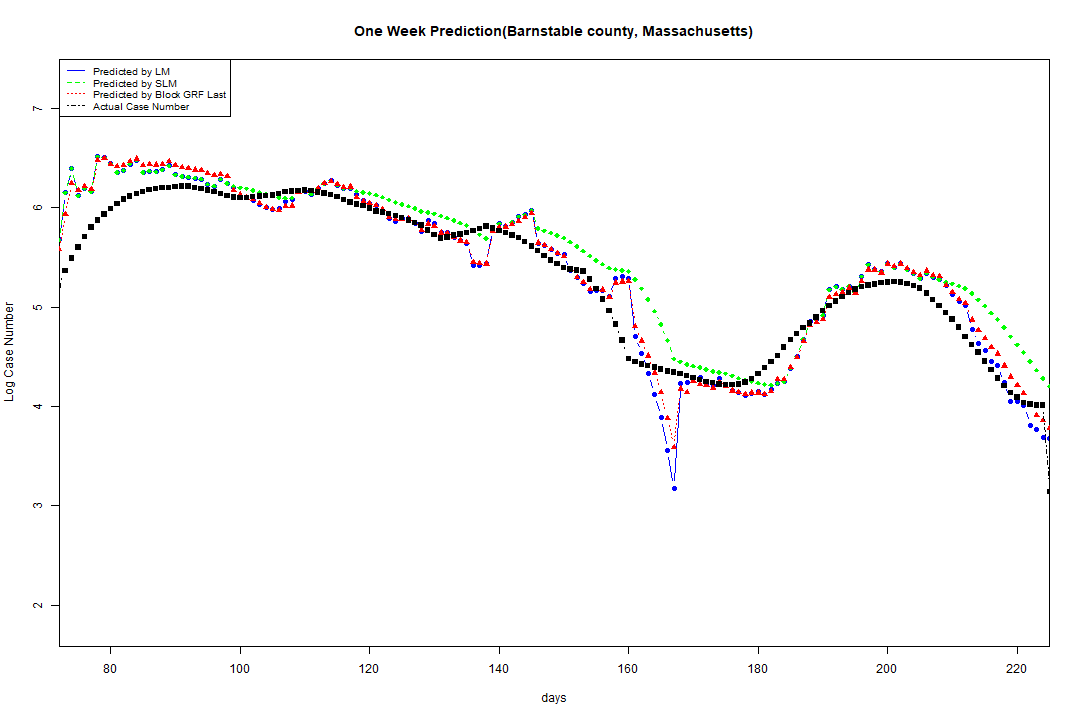 One Week Prediction(Barnstable county, Massachusetts)
Predicted by LM
Predicted by SLM
Predicted by Block GRF Last
Actual Case Number
7
6
5
4
3
2
Log Case Number
80 100 120 140 160 180 200 220
days